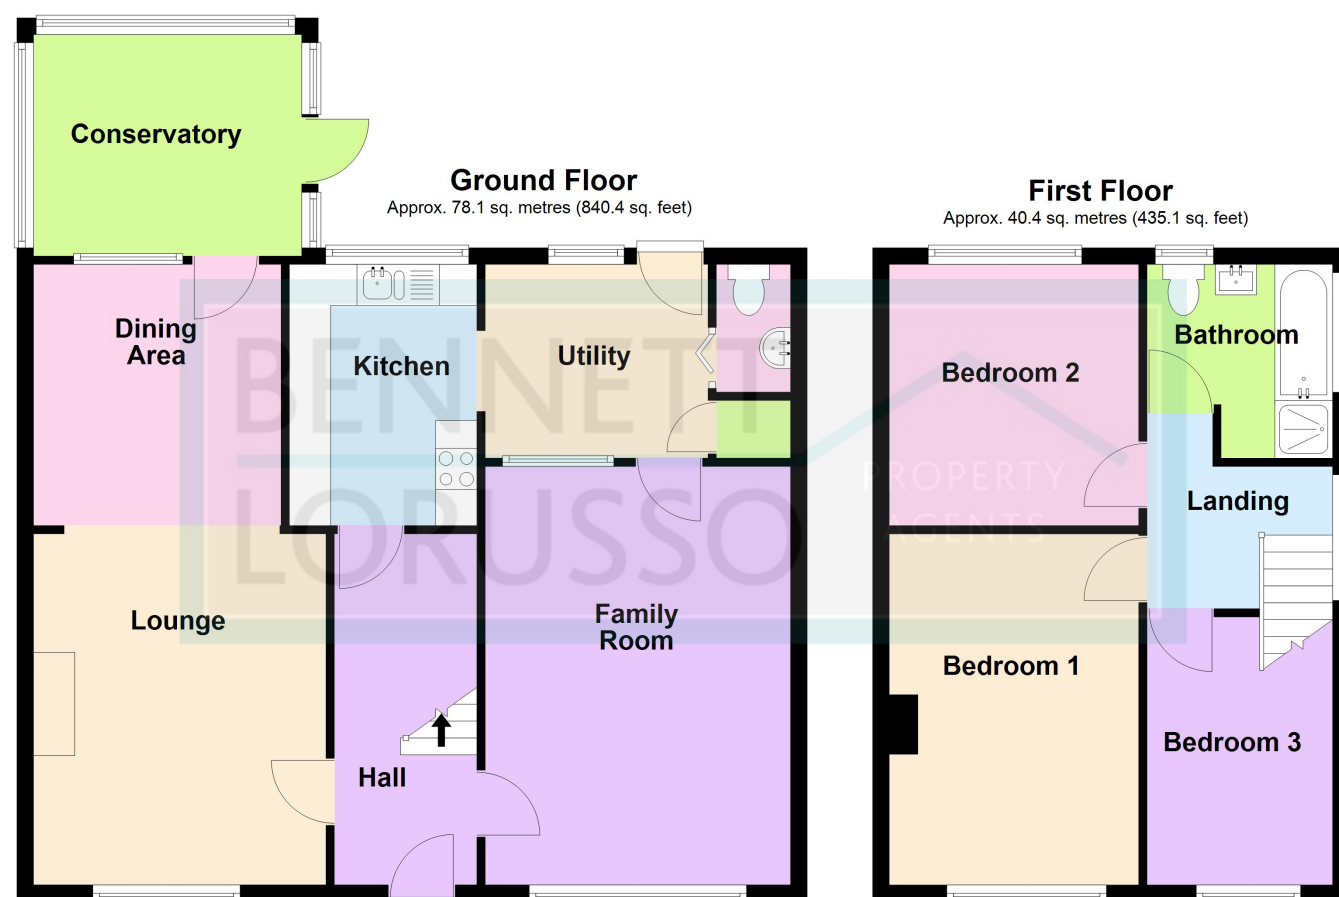 Conservatory
Ground Floor
Approx. 78.1 sq. metres (840.4 sq. feet)
First Floor
Approx. 40.4 sq. metres (435.1 sq. feet)
Dining
Area
Kitchen
Utility
Bedroom 2
Bathroom
BENNETT
LORUSSO
PROPERTY
AGENTS
Landing
Lounge
Family
Room
Hall
Bedroom 1
Bedroom 3